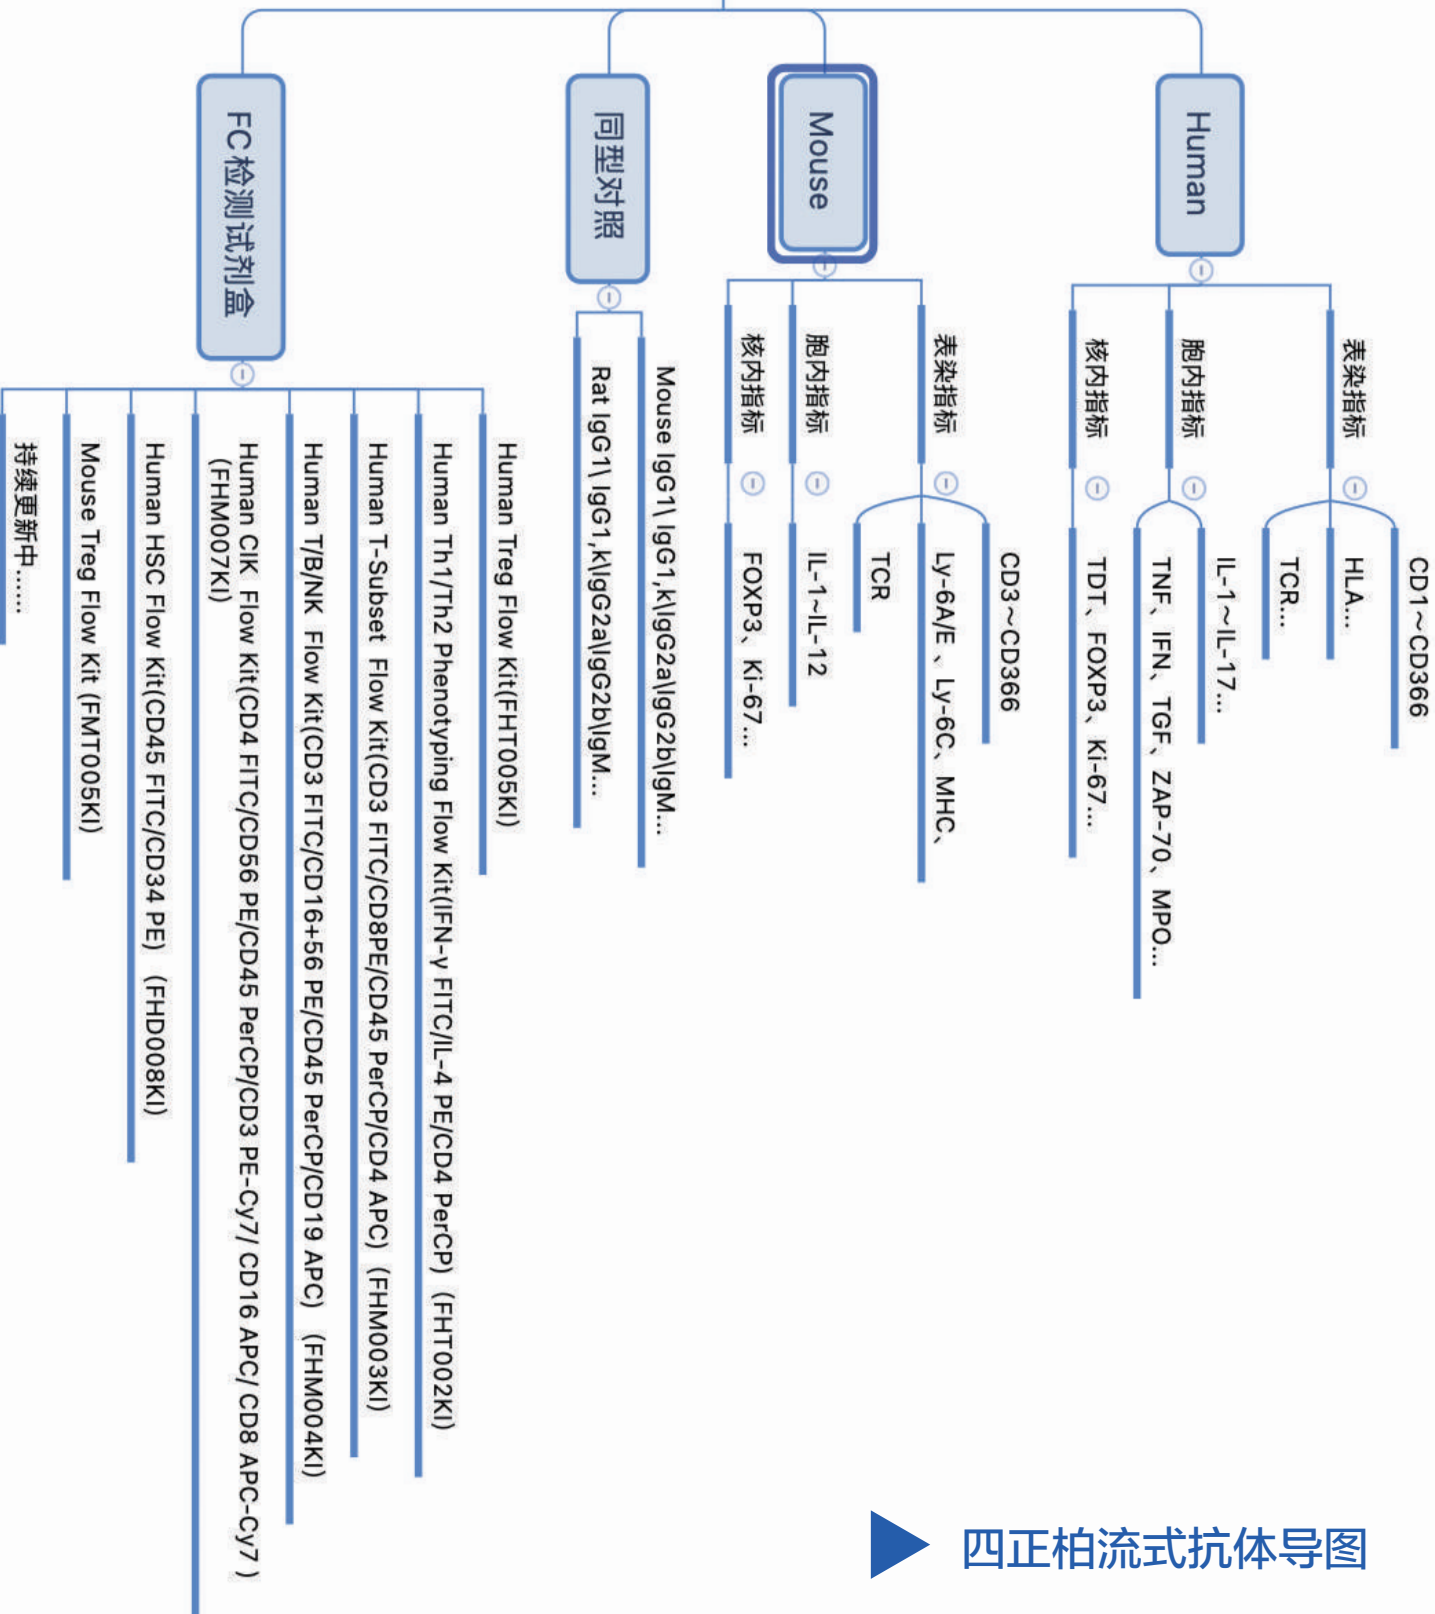 Human
表染指标
CD1~CD366
HLA...
TCR...
胞内指标
IL-1~IL-17...
TNF、IFN、TGF、ZAP-70、MPO...
核内指标
TDT、FOXP3、Ki-67...
Mouse
表染指标
CD3~CD366
Ly-6A/E 、Ly-6C、MHC、
TCR
胞内指标
IL-1~IL-12
核内指标
FOXP3、Ki-67...
同型对照
Mouse IgG1\ IgG1,k\IgG2a\IgG2b\IgM...
Rat IgG1\ IgG1,k\IgG2a\IgG2b\IgM...
FC检测试剂盒
Human Treg Flow Kit(FHT005KI)
Human Th1/Th2 Phenotyping Flow Kit(IFN-γ FITC/IL-4 PE/CD4 PerCP) (FHT002KI)
Human T-Subset Flow Kit(CD3 FITC/CD8PE/CD45 PerCP/CD4 APC) (FHM003KI)
Human T/B/NK Flow Kit(CD3 FITC/CD16+56 PE/CD45 PerCP/CD19 APC) (FHM004KI)
Human CIK Flow Kit(CD4 FITC/CD56 PE/CD45 PerCP/CD3 PE-Cy7/ CD16 APC/ CD8 APC-Cy7 )
(FHM007KI)
Human HSC Flow Kit(CD45 FITC/CD34 PE) (FHD008KI)
Mouse Treg Flow Kit (FMT005KI)
持续更新中......
四正柏流式抗体导图